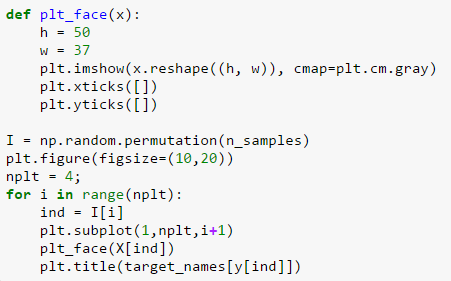 def plt_face(x):
    h = 50
    w = 37
    plt.imshow(x.reshape((h, w)), cmap=plt.cm.gray)
    plt.xticks([])
    plt.yticks([])

I = np.random.permutation(n_samples)
plt.figure(figsize=(10,20))
nplt = 4;
for i in range(nplt):
    ind = I[i]
    plt.subplot(1,nplt,i+1)
    plt_face(X[ind])
    plt.title(target_names[y[ind]])